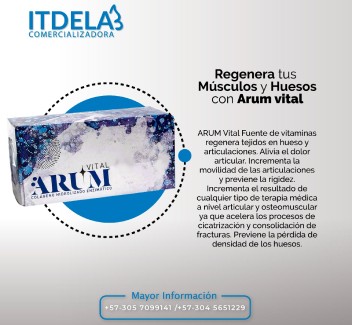 ITDELAB
COMERCIALIZADORA
Regenera tus
Músculos y Huesos
con Arum vital
VITAL
ARUM
COLÁGENO HIDROLIZADO ENZIMÁTICO
ARUM Vital Fuente de vitaminas
regenera tejidos en hueso y
articulaciones. Alivia el dolor
articular. Incrementa la
movilidad de las articulaciones
y previene la rigidez.
Incrementa el resultado de
cualquier tipo de terapia médica
a nivel articular y osteomuscular
ya que acelera los procesos de
cicatrización y consolidación de
fracturas. Previene la pérdida de
densidad de los huesos.
Mayor Información
+57-305 7099141 /+57-304 5651229